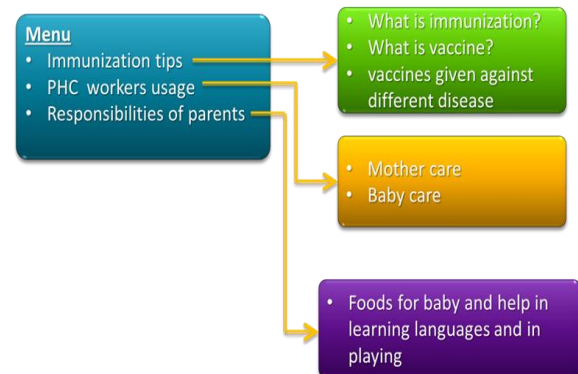 Menu
• Immunization tips
• PHC workers usage
• Responsibilities of parents
• What is immunization?
• What is vaccine?
• vaccines given against
different disease
• Mother care
• Baby care
• Foods for baby and help in
learning languages and in
playing